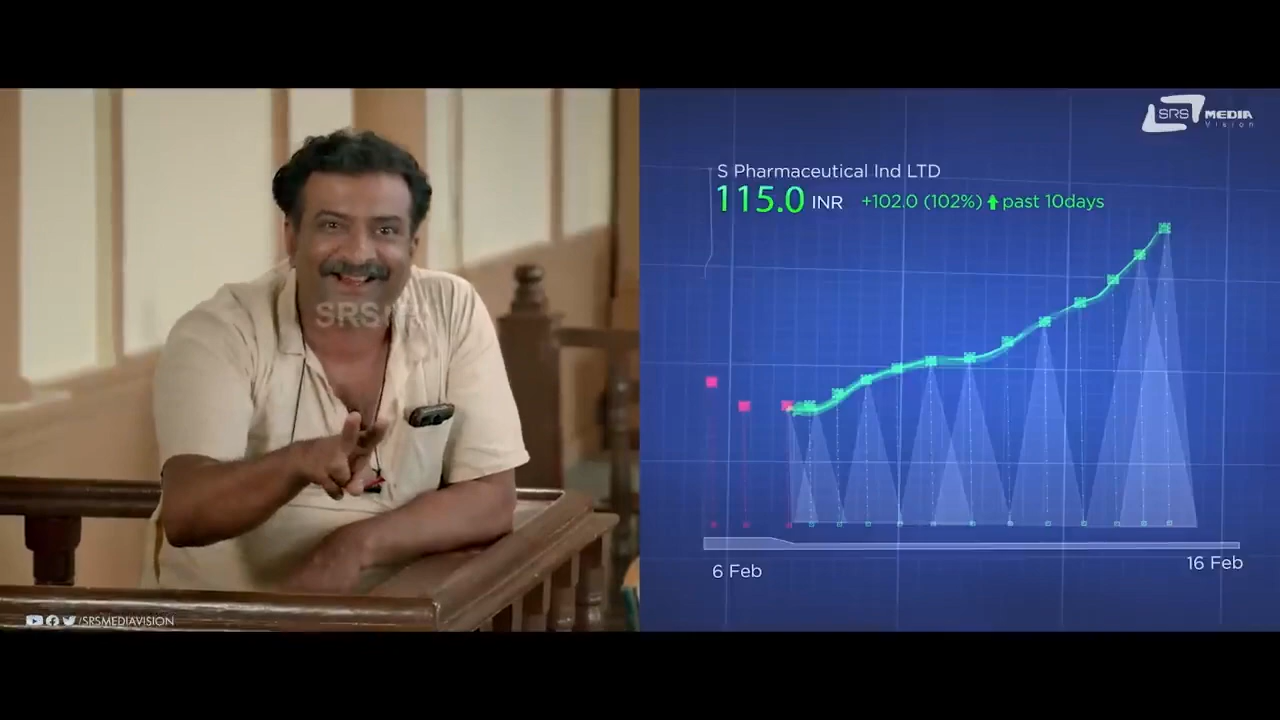 SRS MEDIA
Vision
S Pharmaceutical Ind LTD
115.0 INR +102.0 (102%) past 10days
SRS
6 Feb
16 Feb
/SRSMEDIAVISION